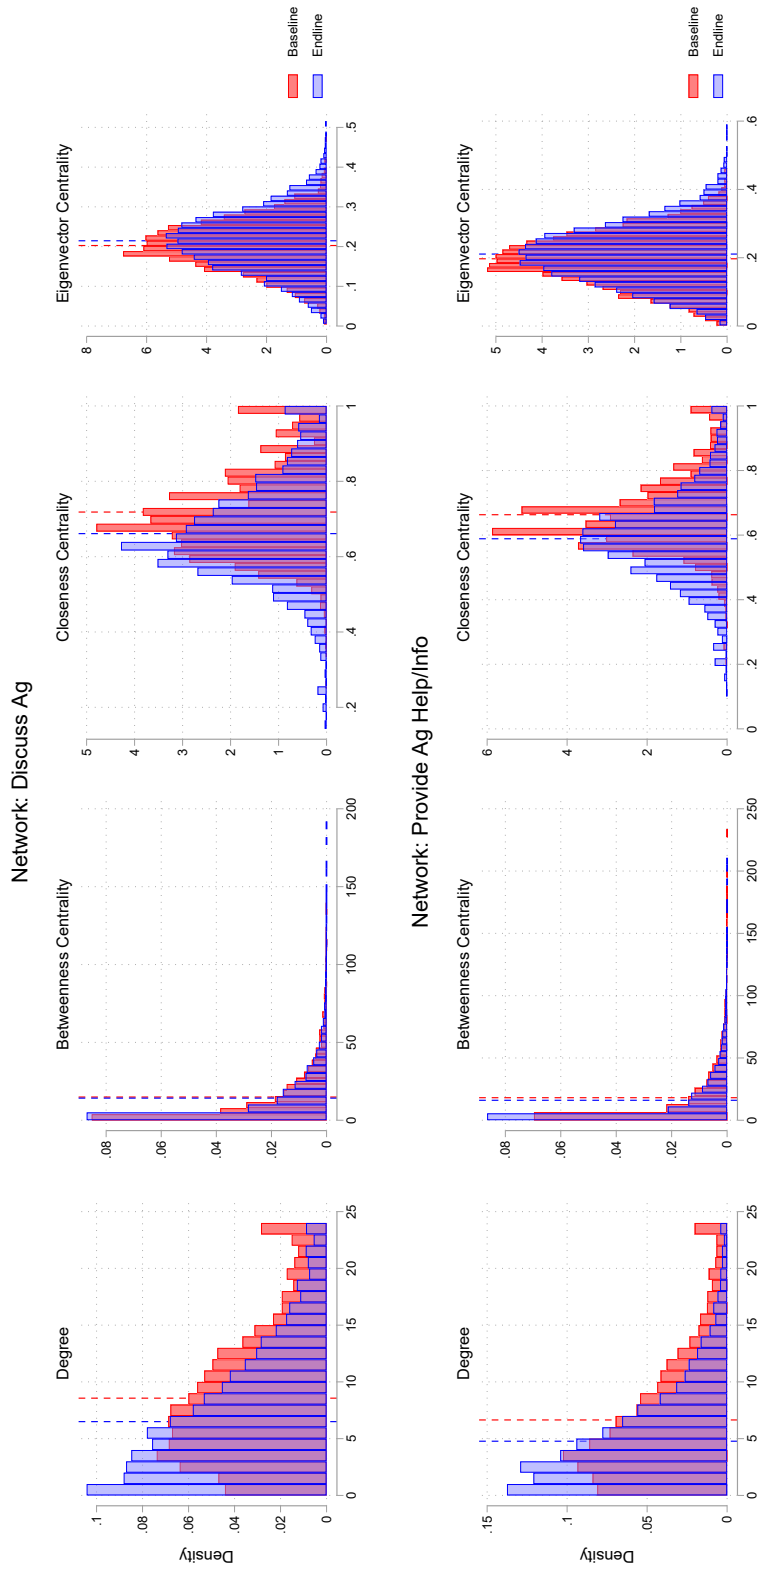 Network: Discuss Ag
Degree
Density
0 .02 .04 .06 .08 .1
0 5 10 15 20 25
Betweenness Centrality
0 .02 .04 .06 .08
0 50 100 150 200
Closeness Centrality
0 1 2 3 4 5
.2 .4 .6 .8 1
Eigenvector Centrality
0 2 4 6 8
0 .1 .2 .3 .4 .5
Baseline
Endline
Network: Provide Ag Help/Info
Degree
Density
0 .05 .1 .15
0 5 10 15 20 25
Betweenness Centrality
0 .02 .04 .06 .08
0 50 100 150 200 250
Closeness Centrality
0 2 4 6
0 .2 .4 .6 .8 1
Eigenvector Centrality
0 1 2 3 4 5
0 .2 .4 .6
Baseline
Endline